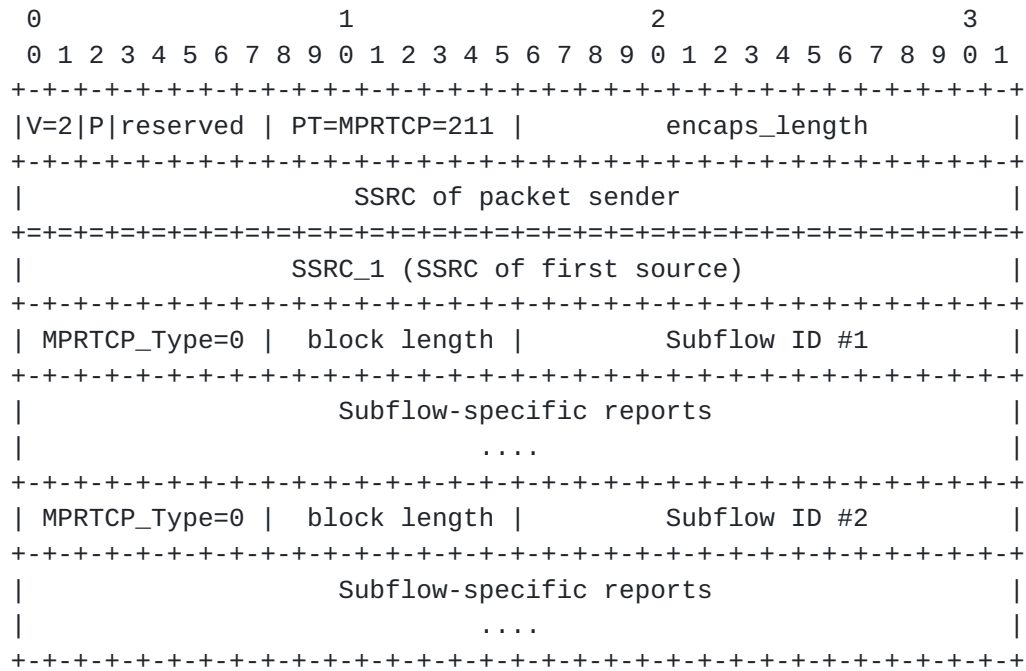 0                   1                   2                   3
 0 1 2 3 4 5 6 7 8 9 0 1 2 3 4 5 6 7 8 9 0 1 2 3 4 5 6 7 8 9 0 1
+-+-+-+-+-+-+-+-+-+-+-+-+-+-+-+-+-+-+-+-+-+-+-+-+-+-+-+-+-+-+-+-+
|V=2|P|reserved | PT=MPRTCP=211 |         encaps_length         |
+-+-+-+-+-+-+-+-+-+-+-+-+-+-+-+-+-+-+-+-+-+-+-+-+-+-+-+-+-+-+-+-+
|                     SSRC of packet sender                     |
+=+=+=+=+=+=+=+=+=+=+=+=+=+=+=+=+=+=+=+=+=+=+=+=+=+=+=+=+=+=+=+=+
|                 SSRC_1 (SSRC of first source)                 |
+-+-+-+-+-+-+-+-+-+-+-+-+-+-+-+-+-+-+-+-+-+-+-+-+-+-+-+-+-+-+-+-+
| MPRTCP_Type=0 |  block length |         Subflow ID #1         |
+-+-+-+-+-+-+-+-+-+-+-+-+-+-+-+-+-+-+-+-+-+-+-+-+-+-+-+-+-+-+-+-+
|                    Subflow-specific reports                   |
|                             ....                              |
+-+-+-+-+-+-+-+-+-+-+-+-+-+-+-+-+-+-+-+-+-+-+-+-+-+-+-+-+-+-+-+-+
| MPRTCP_Type=0 |  block length |         Subflow ID #2         |
+-+-+-+-+-+-+-+-+-+-+-+-+-+-+-+-+-+-+-+-+-+-+-+-+-+-+-+-+-+-+-+-+
|                    Subflow-specific reports                   |
|                             ....                              |
+-+-+-+-+-+-+-+-+-+-+-+-+-+-+-+-+-+-+-+-+-+-+-+-+-+-+-+-+-+-+-+-+